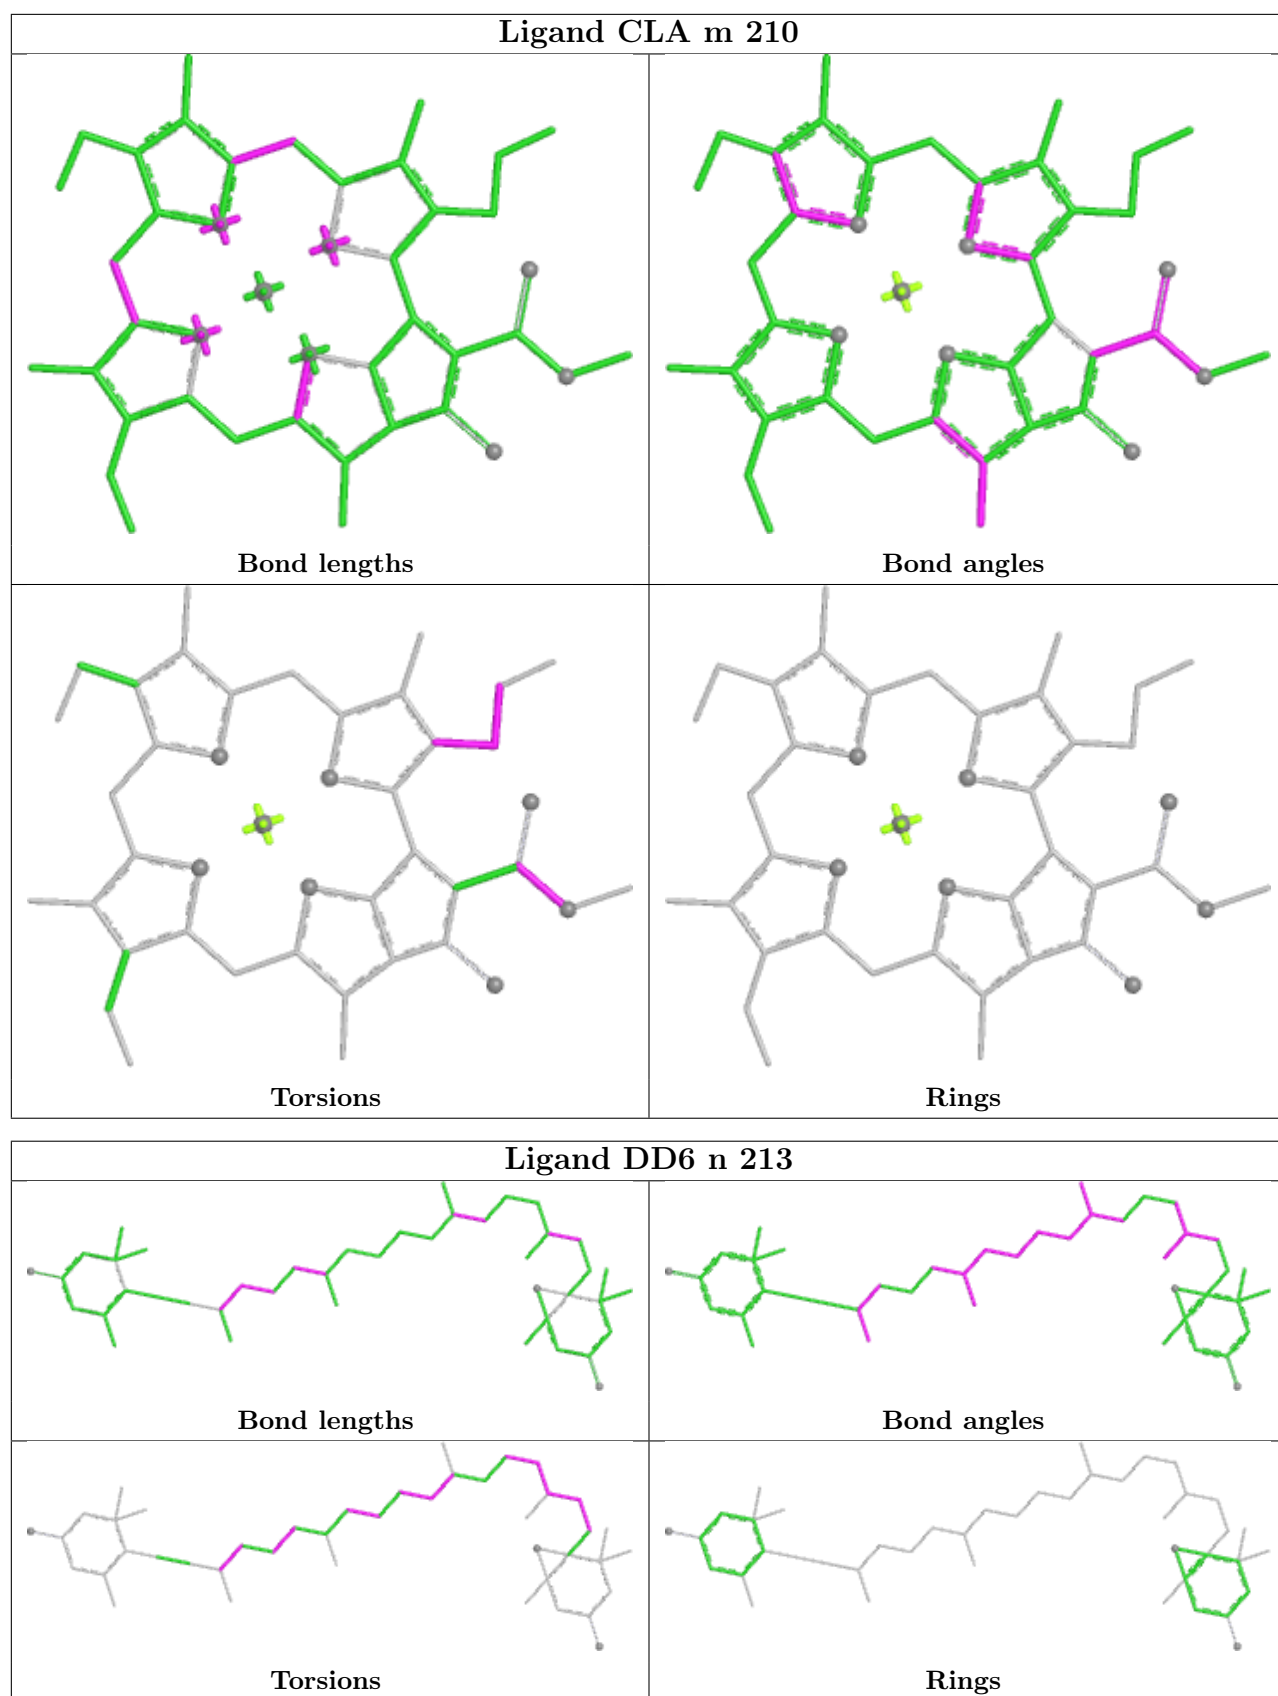 Ligand CLA m 210
Bond lengths
Bond angles
Torsions
Rings
Ligand DD6 n 213
Bond lengths
Bond angles
Torsions
Rings